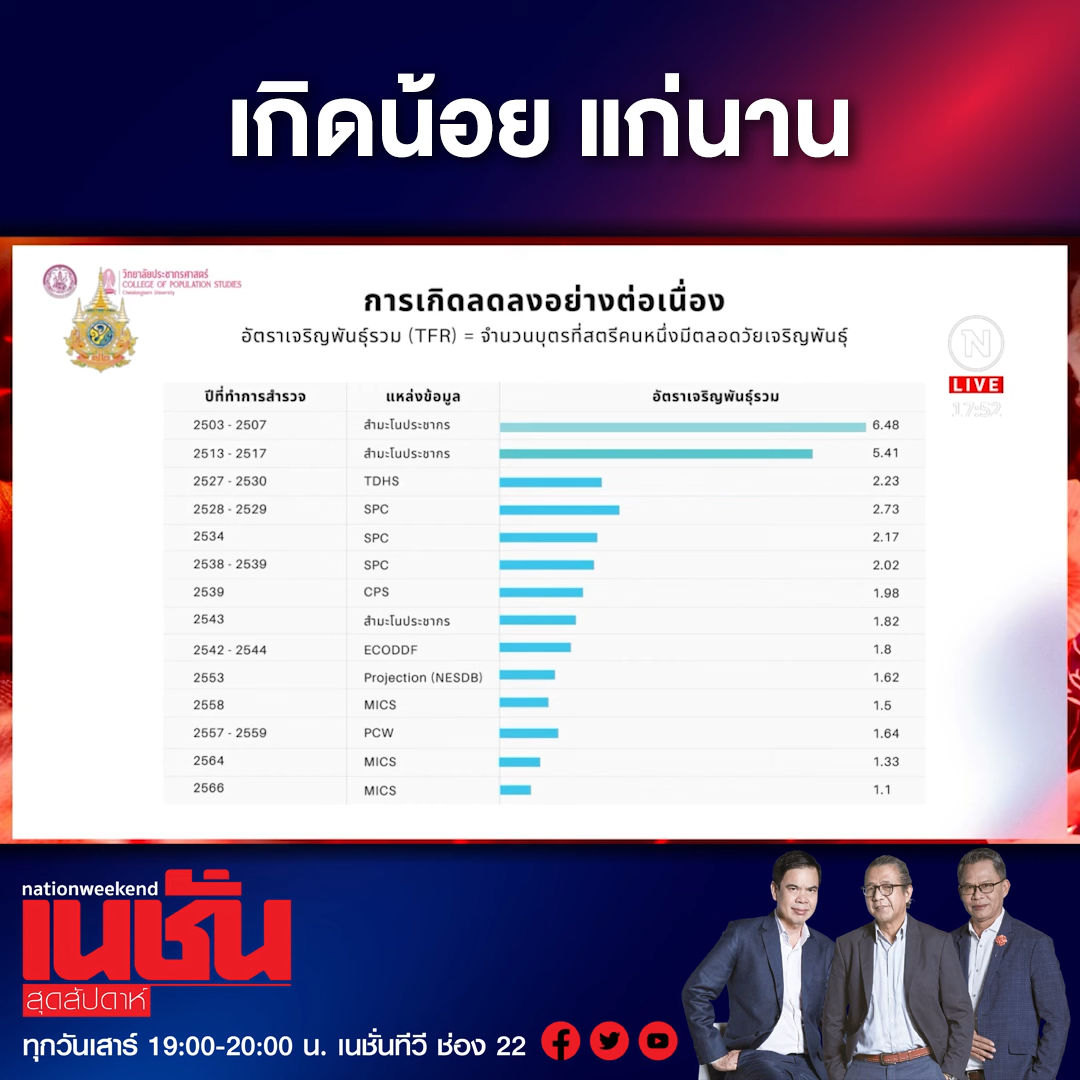 เกิดน้อย แก่นาน
วิทยาลัยประชากรศาสตร์
COLLEGE OF POPULATION STUDIES
Chulalongkorn University
การเกิดลดลงอย่างต่อเนื่อง
อัตราเจริญพันธุ์รวม (TFR) = จำนวนบุตรที่สตรีคนหนึ่งมีตลอดวัยเจริญพันธุ์
N
LIVE
17:52
ปีที่ทำการสำรวจ แหล่งข้อมูล อัตราเจริญพันธุ์รวม
2503 - 2507 สำมะโนประชากร 6.48
2513 - 2517 สำมะโนประชากร 5.41
2527 - 2530 TDHS 2.23
2528 - 2529 SPC 2.73
2534 SPC 2.17
2538 - 2539 SPC 2.02
2539 CPS 1.98
2543 สำมะโนประชากร 1.82
2542 - 2544 ECODDF 1.8
2553 Projection (NESDB) 1.62
2558 MICS 1.5
2557 - 2559 PCW 1.64
2564 MICS 1.33
2566 MICS 1.1
nationweekend
เนชั่น
สุดสัปดาห์
ทุกวันเสาร์ 19:00-20:00 น. เนชั่นทีวี ช่อง 22